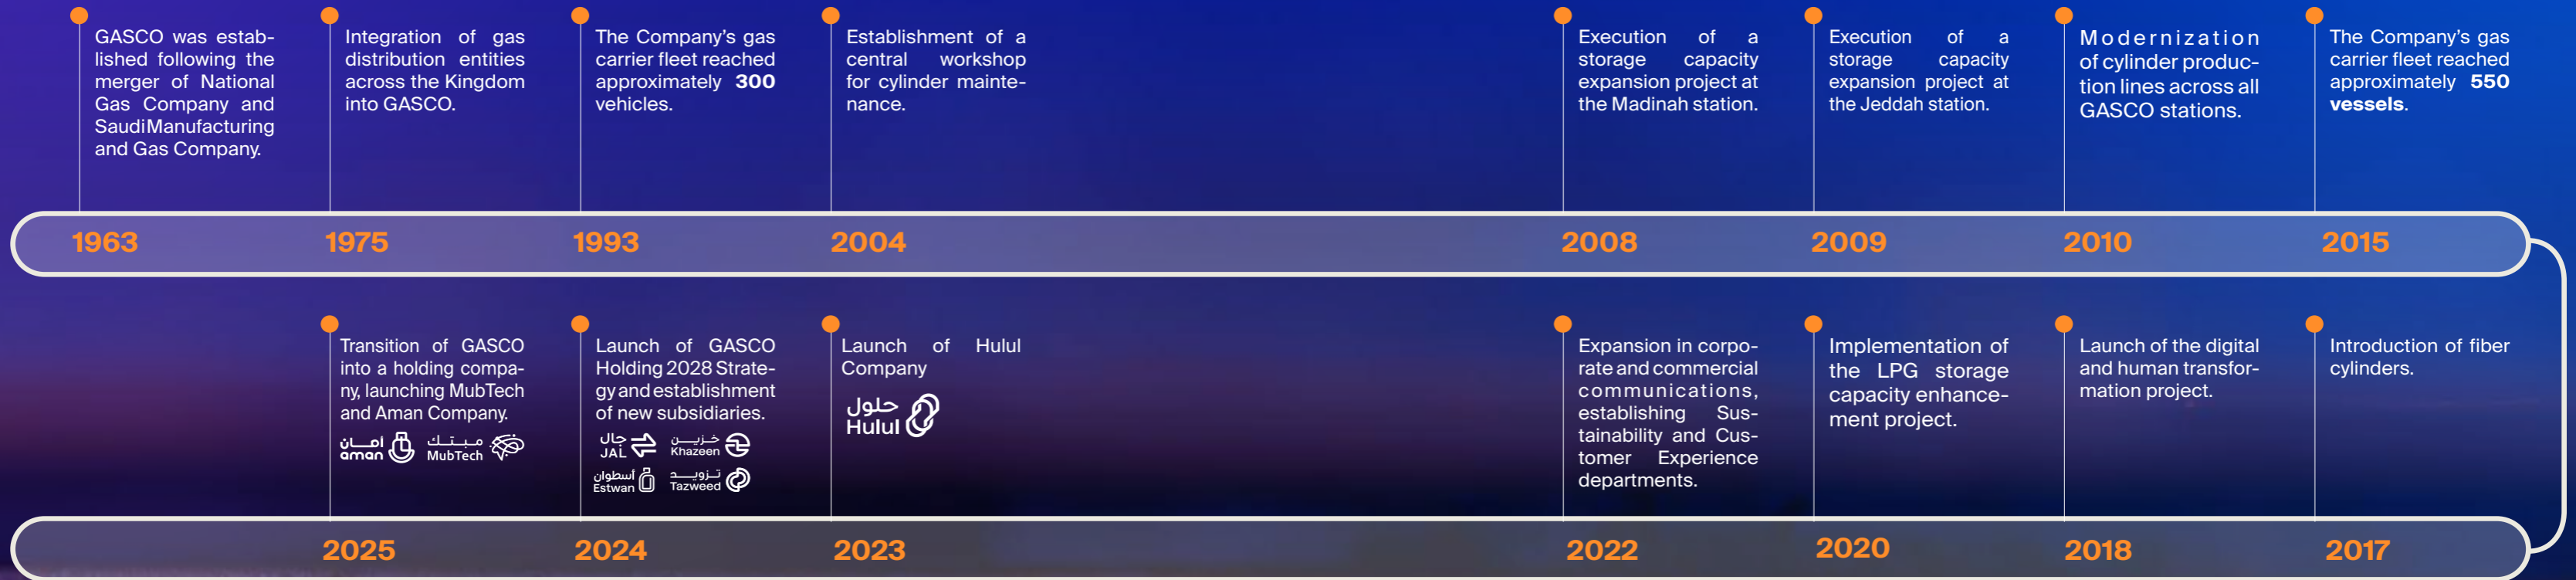 GASCO was estab-
lished following the
merger of National
Gas Company and
Saudi Manufacturing
and Gas Company.
1963
Integration of gas
distribution entities
across the Kingdom
into GASCO.
1975
The Company's gas
carrier fleet reached
approximately 300
vehicles.
1993
Establishment of a
central workshop
for cylinder mainte-
nance.
2004
Execution of a
storage capacity
expansion project at
the Madinah station.
2008
Execution of a
storage capacity
expansion project at
the Jeddah station.
2009
Modernization
of cylinder produc-
tion lines across all
GASCO stations.
2010
The Company's gas
carrier fleet reached
approximately 550
vessels.
2015
Introduction of fiber
cylinders.
2017
Launch of the digital
and human transfor-
mation project.
2018
Implementation of
the LPG storage
capacity enhance-
ment project.
2020
Expansion in corpo-
rate and commercial
communications,
establishing Sus-
tainability and Cus-
tomer Experience
departments.
2022
Launch of Hulul
Company
حلول
Hulul
2023
Launch of GASCO
Holding 2028 Strate-
gy and establishment
of new subsidiaries.
جال
JAL
خزيــن
Khazeen
أسطوان
Estwan
تـزويــد
Tazweed
2024
Transition of GASCO
into a holding compa-
ny, launching MubTech
and Aman Company.
امــان
aman
مـبـتــك
MubTech
2025